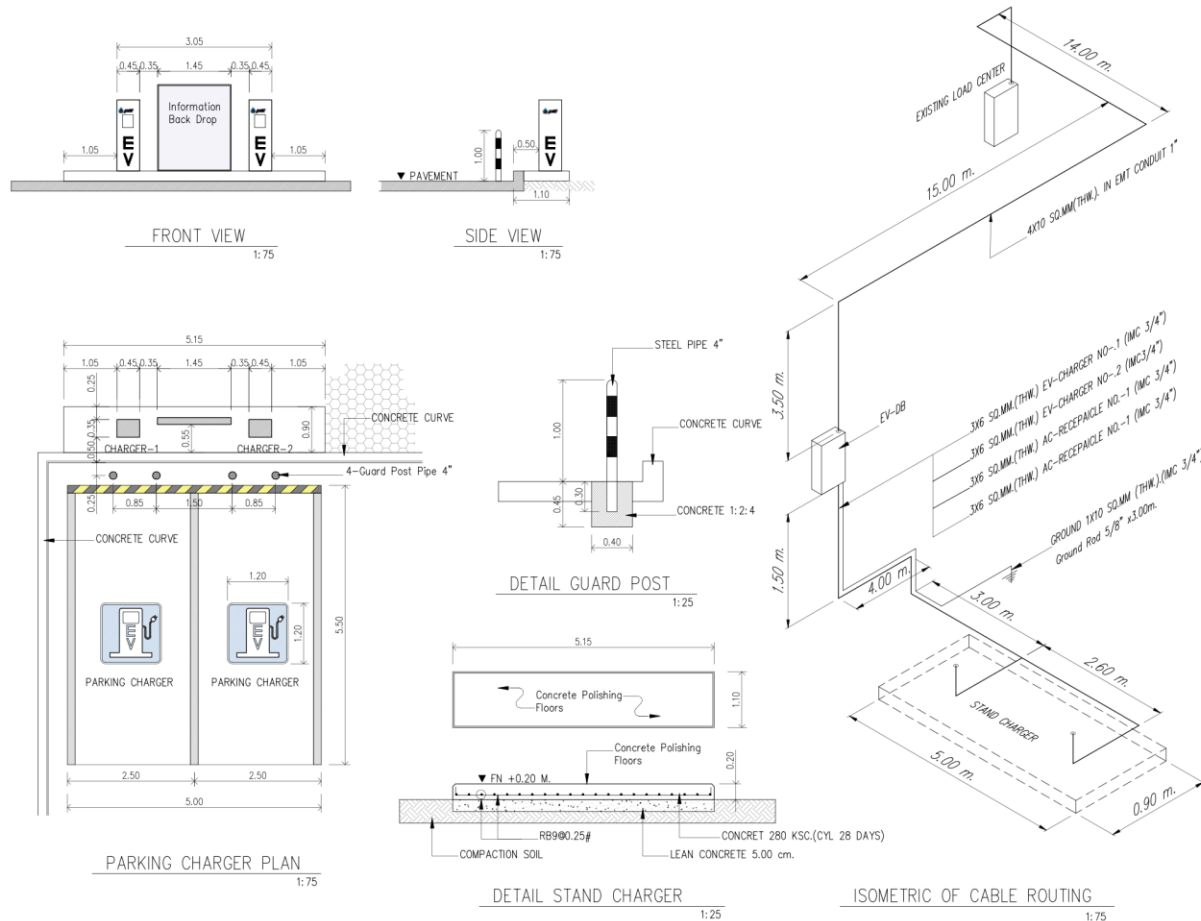 3.05
0.45 0.35 1.45 0.35 0.45
Information
Back Drop
EV
EV
1.05
1.05
FRONT VIEW
1:75
1.00
0.50
EV
PAVEMENT
1.10
SIDE VIEW
1:75
5.15
1.05 0.45 0.35 1.45 0.35 0.45 1.05
0.25
0.35
0.50
0.25
0.55
0.90
CHARGER-1
CHARGER-2
CONCRETE CURVE
4-Guard Post Pipe 4"
0.85 1.50 0.85
CONCRETE CURVE
1.20
1.20
EV
EV
PARKING CHARGER
PARKING CHARGER
5.50
2.50 2.50
5.00
PARKING CHARGER PLAN
1:75
STEEL PIPE 4"
1.00
CONCRETE CURVE
0.30
0.45
CONCRETE 1:2:4
0.40
DETAIL GUARD POST
1:25
5.15
Concrete Polishing
Floors
1.10
Concrete Polishing
Floors
FN +0.20 M.
0.20
RB9@0.25#
CONCRET 280 KSC.(CYL 28 DAYS)
COMPACTION SOIL
LEAN CONCRETE 5.00 cm.
DETAIL STAND CHARGER
1:25
14.00 m.
EXISTING LOAD CENTER
15.00 m.
4X10 SQ.MM(THW.). IN EMT CONDUIT 1"
3.50 m.
EV-DB
3X6 SQ.MM.(THW.) EV-CHARGER NO-.1 (IMC 3/4")
3X6 SQ.MM.(THW.) EV-CHARGER NO-.2 (IMC3/4")
3X6 SQ.MM.(THW.) AC-RECEPAICLE NO.-1 (IMC 3/4")
3X6 SQ.MM.(THW.) AC-RECEPAICLE NO.-1 (IMC 3/4")
GROUND 1X10 SQ.MM (THW.).(IMC 3/4")
Ground Rod 5/8" x3.00m.
1.50 m.
4.00 m.
3.00 m.
2.60 m.
STAND CHARGER
5.00 m.
0.90 m.
ISOMETRIC OF CABLE ROUTING
1:75